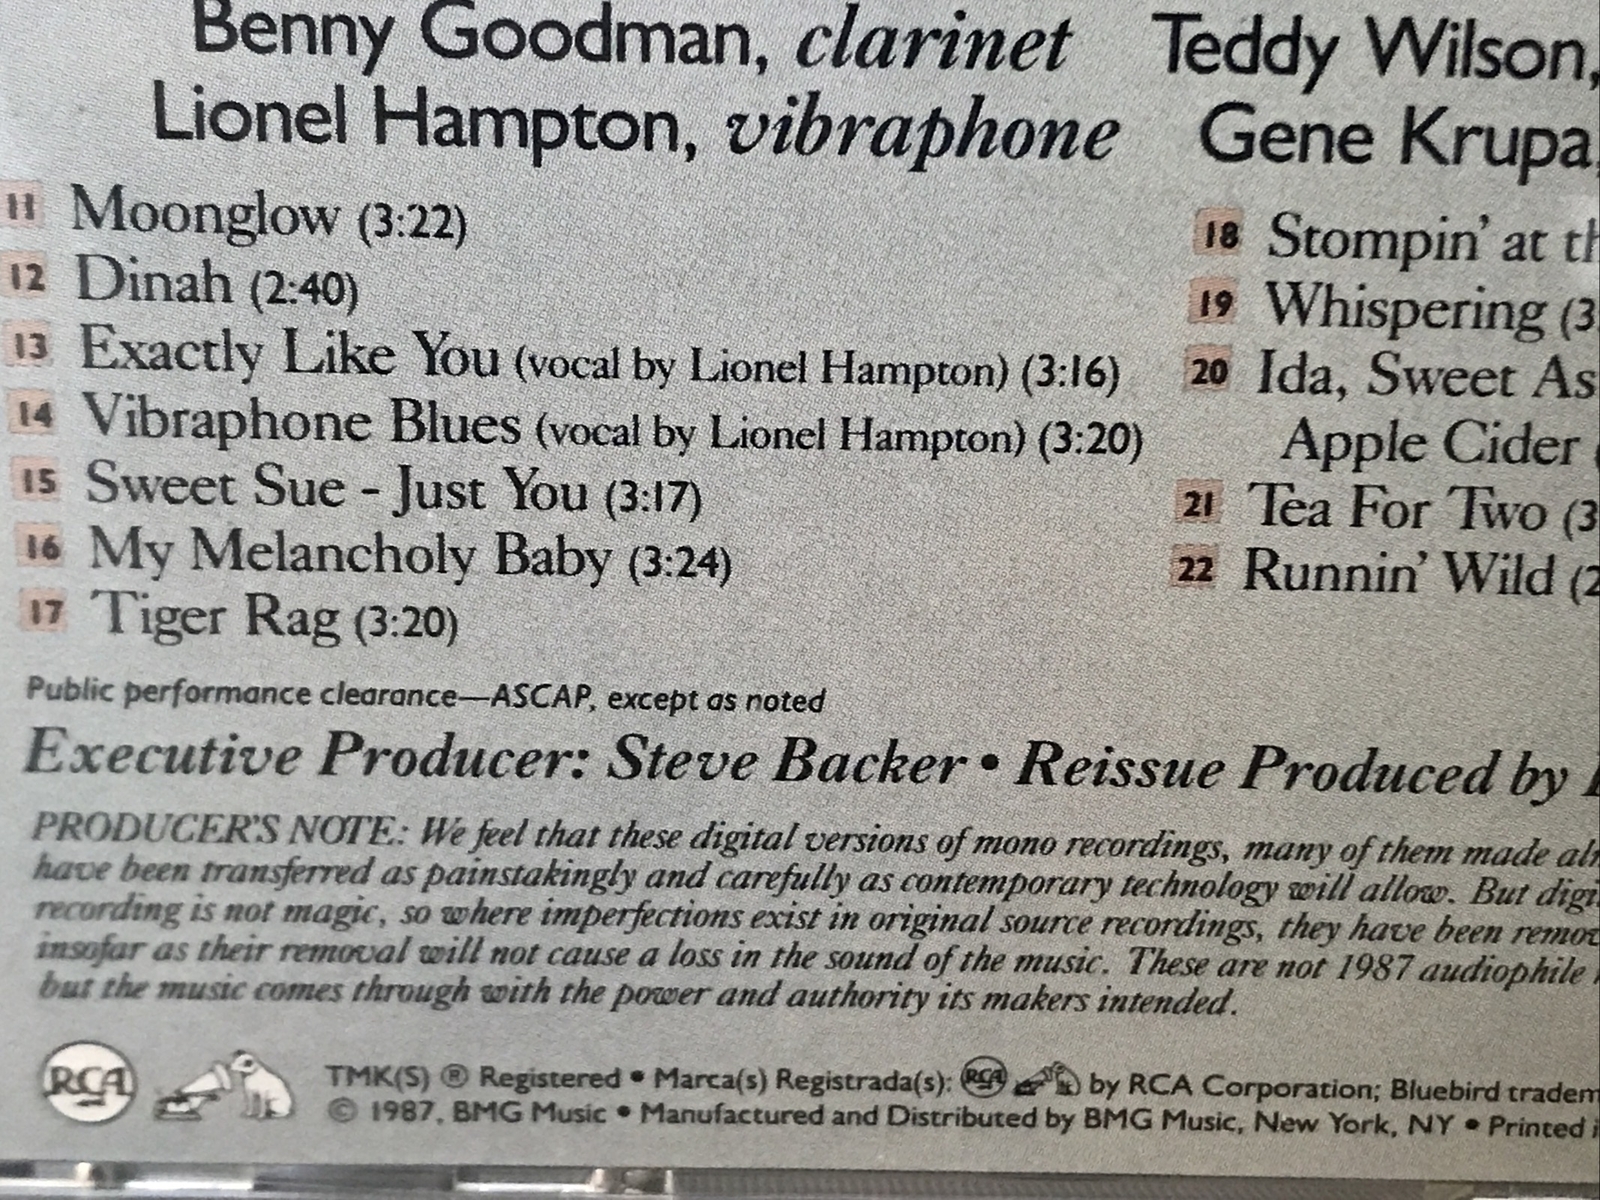 Benny Goodman, clarinet Teddy Wilson,
Lionel Hampton, vibraphone Gene Krupa,
11 Moonglow (3:22)
12 Dinah (2:40)
13 Exactly Like You (vocal by Lionel Hampton) (3:16)
14 Vibraphone Blues (vocal by Lionel Hampton) (3:20)
15 Sweet Sue - Just You (3:17)
16 My Melancholy Baby (3:24)
17 Tiger Rag (3:20)
18 Stompin' at th
19 Whispering (3
20 Ida, Sweet As
Apple Cider (
21 Tea For Two (3
22 Runnin' Wild (2
Public performance clearance—ASCAP, except as noted
Executive Producer: Steve Backer • Reissue Produced by
PRODUCER'S NOTE: We feel that these digital versions of mono recordings, many of them made
have been transferred as painstakingly and carefully as contemporary technology will allow. But digi
recording is not magic, so where imperfections exist in original source recordings, they have been remov
insofar as their removal will not cause a loss in the sound of the music. These are not 1987 audiophile
but the music comes through with the power and authority its makers intended.
RCA TMK(S) ® Registered • Marca(s) Registrada(s): RCA by RCA Corporation; Bluebird tradem
© 1987, BMG Music • Manufactured and Distributed by BMG Music, New York, NY • Printed i